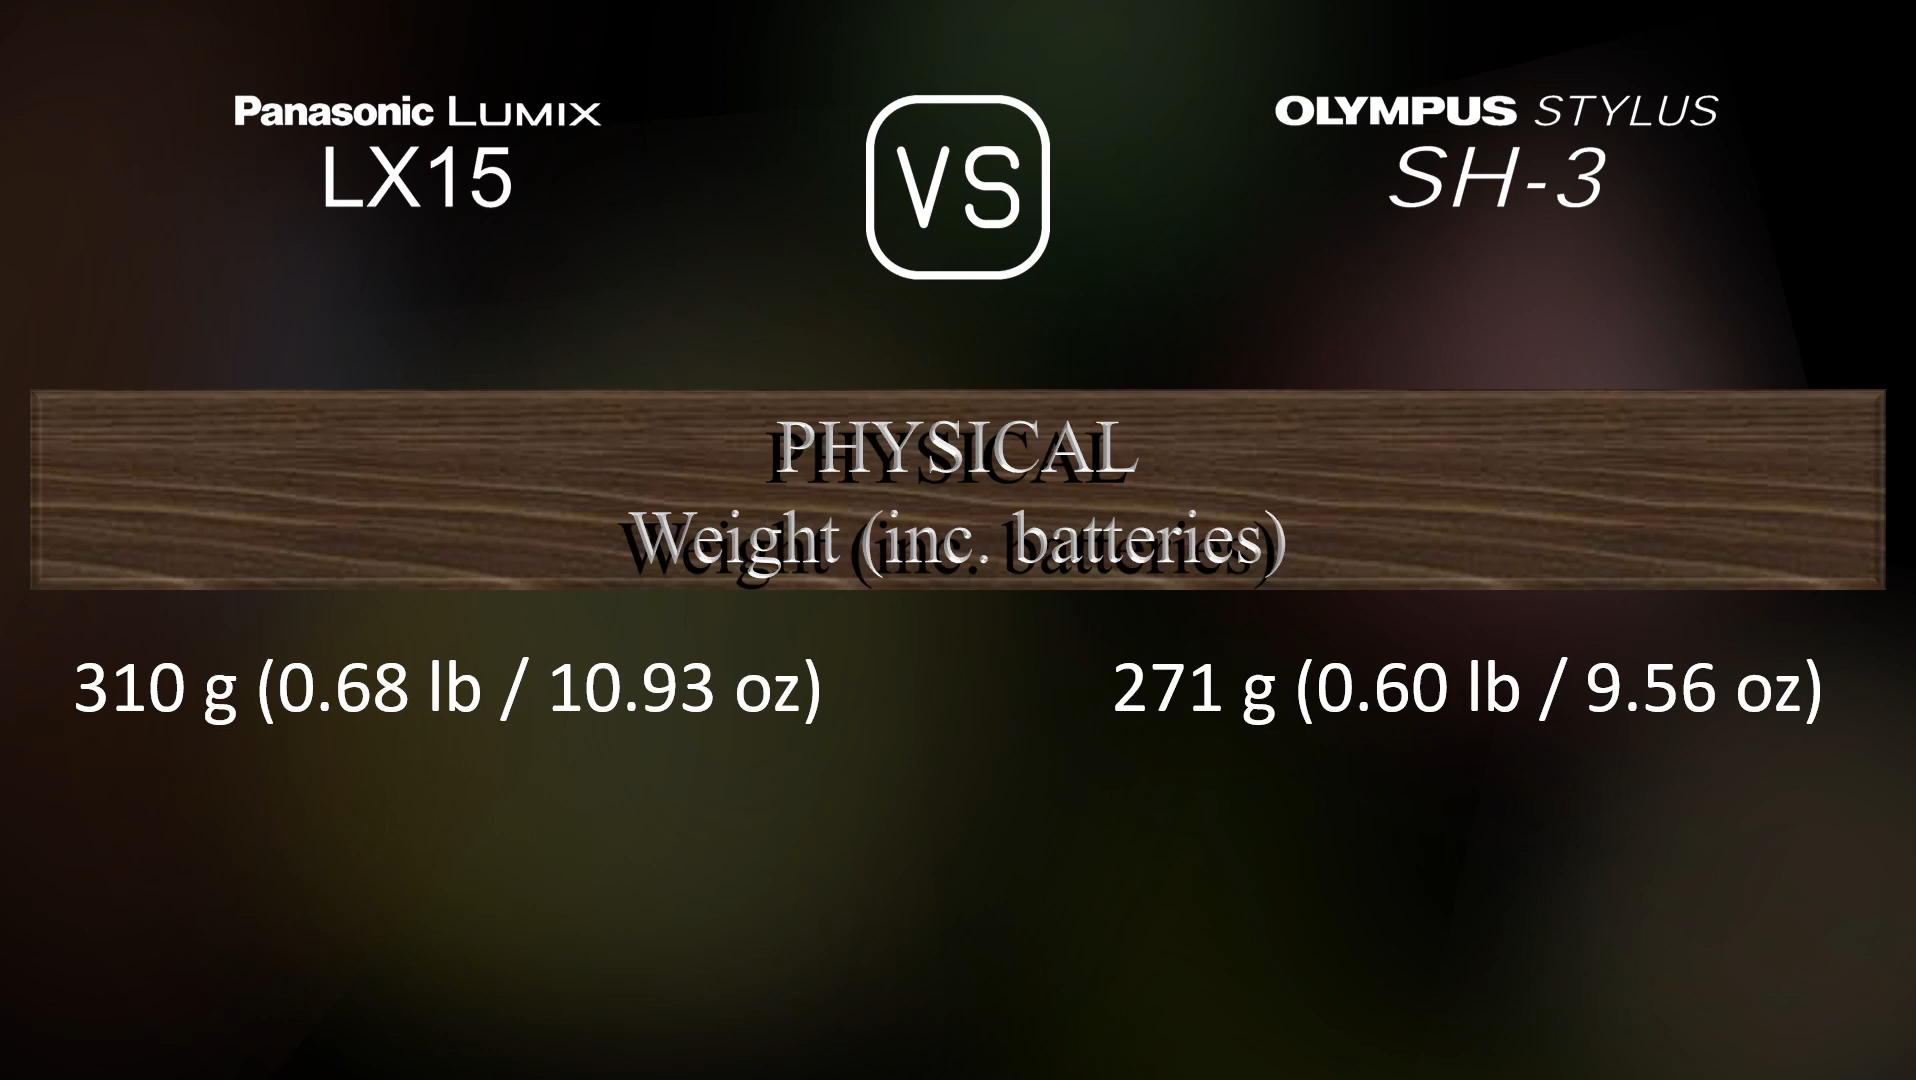 Panasonic LUMIX
LX15
VS
OLYMPUS STYLUS
SH-3
PHYSICAL
Weight (inc. batteries)
310 g (0.68 lb / 10.93 oz)
271 g (0.60 lb / 9.56 oz)